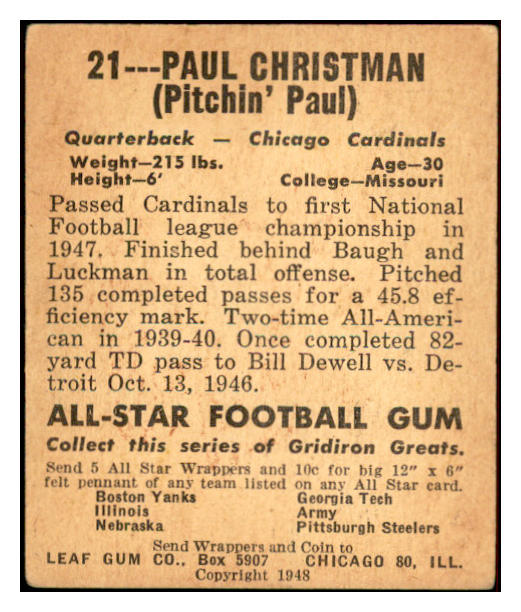 21---PAUL CHRISTMAN
(Pitchin' Paul)
Quarterback — Chicago Cardinals
Weight—215 lbs. Age—30
Height—6' College—Missouri
Passed Cardinals to first National
Football league championship in
1947. Finished behind Baugh and
Luckman in total offense. Pitched
135 completed passes for a 45.8 ef-
ficiency mark. Two-time All-Ameri-
can in 1939-40. Once completed 82-
yard TD pass to Bill Dewell vs. De-
troit Oct. 13, 1946.
ALL-STAR FOOTBALL GUM
Collect this series of Gridiron Greats.
Send 5 All Star Wrappers and 10c for big 12" x 6"
felt pennant of any team listed on any All Star card.
Boston Yanks Georgia Tech
Illinois Army
Nebraska Pittsburgh Steelers
Send Wrappers and Coin to
LEAF GUM CO., Box 5907 CHICAGO 80, ILL.
Copyright 1948